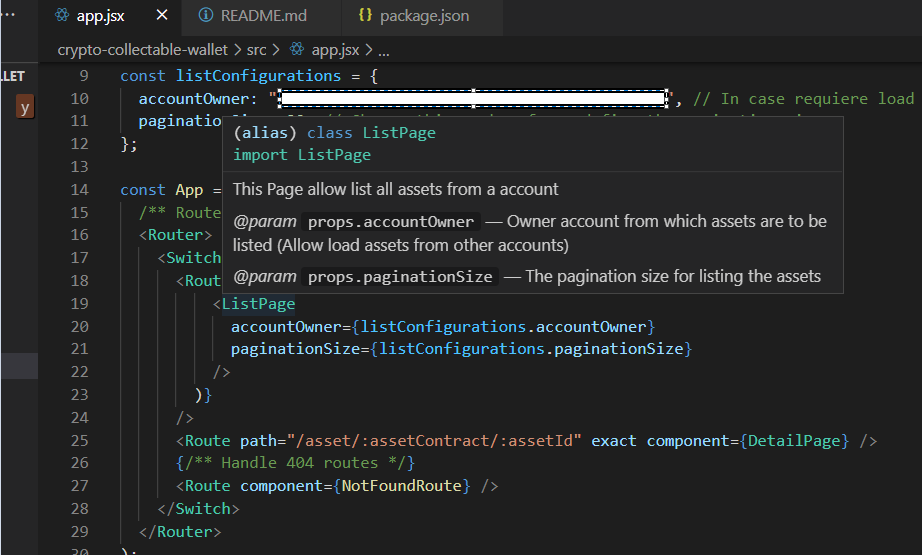 app.jsx README.md package.json
crypto-collectable-wallet > src > app.jsx > ...
LET
y
9 const listConfigurations = {
10 accountOwner: " ", // In case requiere load
11 pagination
12 };
13
14 const App =
15 /** Route
16 <Router>
17 <Switch
18 <Rout
(alias) class ListPage
import ListPage
This Page allow list all assets from a account
@param props.accountOwner — Owner account from which assets are to be
listed (Allow load assets from other accounts)
@param props.paginationSize — The pagination size for listing the assets
19 <ListPage
20 accountOwner={listConfigurations.accountOwner}
21 paginationSize={listConfigurations.paginationSize}
22 />
23 )}
24 />
25 <Route path="/asset/:assetContract/:assetId" exact component={DetailPage} />
26 {/** Handle 404 routes */}
27 <Route component={NotFoundRoute} />
28 </Switch>
29 </Router>
30 );